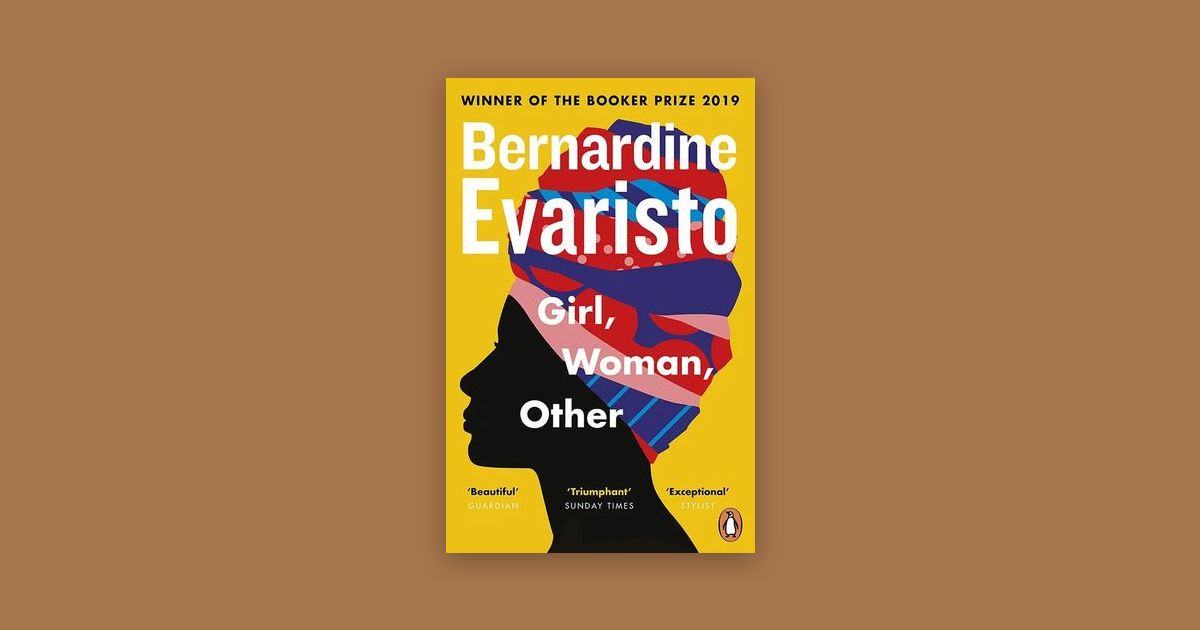 WINNER OF THE BOOKER PRIZE 2019
Bernardine
Evaristo
Girl,
Woman,
Other
‘Beautiful’
GUARDIAN
‘Triumphant’
SUNDAY TIMES
‘Exceptional’
STYLIST